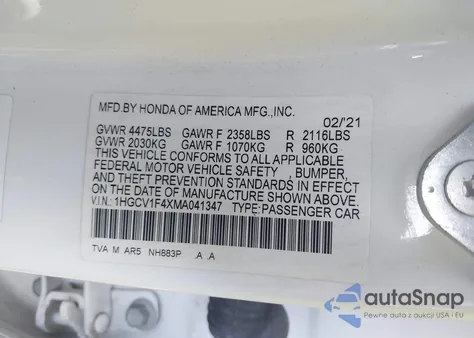 MFD.BY HONDA OF AMERICA MFG.,INC.
02/'21
GVWR 4475LBS GAWR F 2358LBS R 2116LBS
GVWR 2030KG GAWR F 1070KG R 960KG
THIS VEHICLE CONFORMS TO ALL APPLICABLE
FEDERAL MOTOR VEHICLE SAFETY , BUMPER,
AND THEFT PREVENTION STANDARDS IN EFFECT
ON THE DATE OF MANUFACTURE SHOWN ABOVE.
V.I.N.: 1HGCV1F4XMA041347 TYPE:PASSENGER CAR
TVA M AR5 NH883P .A .A
autoSnap
Pewne auta z aukcji USA - EU